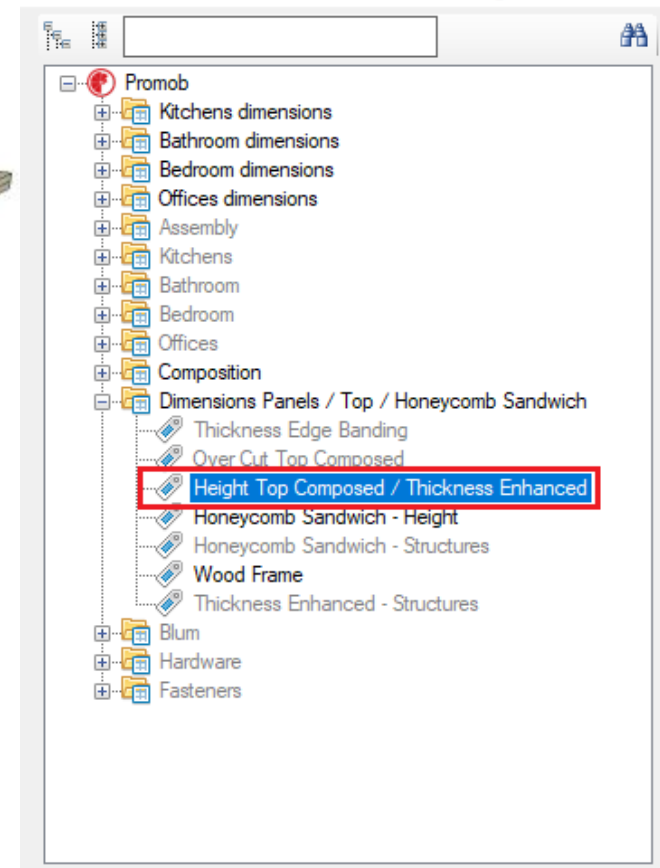 Promob
Kitchens dimensions
Bathroom dimensions
Bedroom dimensions
Offices dimensions
Assembly
Kitchens
Bathroom
Bedroom
Offices
Composition
Dimensions Panels / Top / Honeycomb Sandwich
Thickness Edge Banding
Over Cut Top Composed
Height Top Composed / Thickness Enhanced
Honeycomb Sandwich - Height
Honeycomb Sandwich - Structures
Wood Frame
Thickness Enhanced - Structures
Blum
Hardware
Fasteners